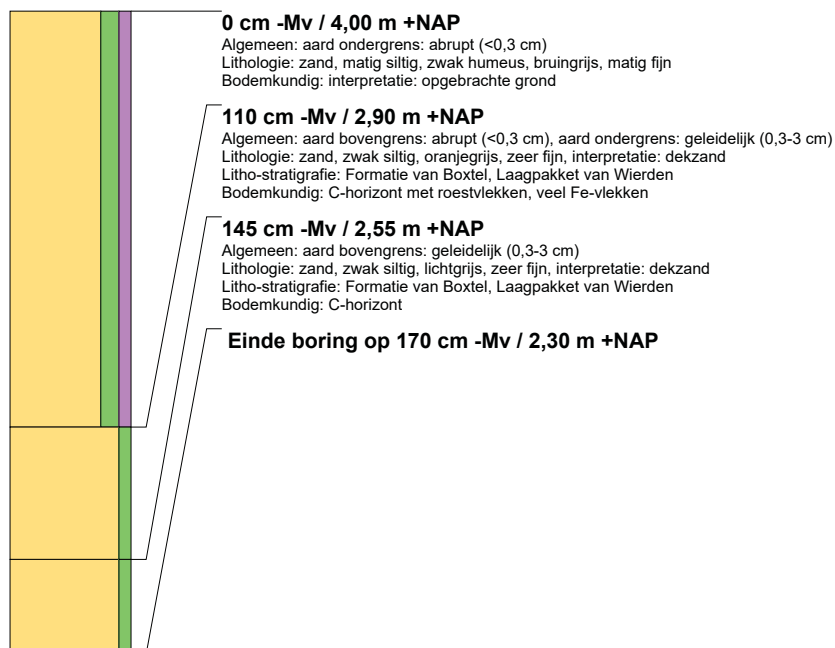 0 cm -Mv / 4,00 m +NAP
Algemeen: aard ondergrens: abrupt (<0,3 cm)
Lithologie: zand, matig siltig, zwak humeus, bruingrijs, matig fijn
Bodemkundig: interpretatie: opgebrachte grond
110 cm -Mv / 2,90 m +NAP
Algemeen: aard bovengrens: abrupt (<0,3 cm), aard ondergrens: geleidelijk (0,3-3 cm)
Lithologie: zand, zwak siltig, oranjegrijs, zeer fijn, interpretatie: dekzand
Litho-stratigrafie: Formatie van Boxtel, Laagpakket van Wierden
Bodemkundig: C-horizont met roestvlekken, veel Fe-vlekken
145 cm -Mv / 2,55 m +NAP
Algemeen: aard bovengrens: geleidelijk (0,3-3 cm)
Lithologie: zand, zwak siltig, lichtgrijs, zeer fijn, interpretatie: dekzand
Litho-stratigrafie: Formatie van Boxtel, Laagpakket van Wierden
Bodemkundig: C-horizont
Einde boring op 170 cm -Mv / 2,30 m +NAP